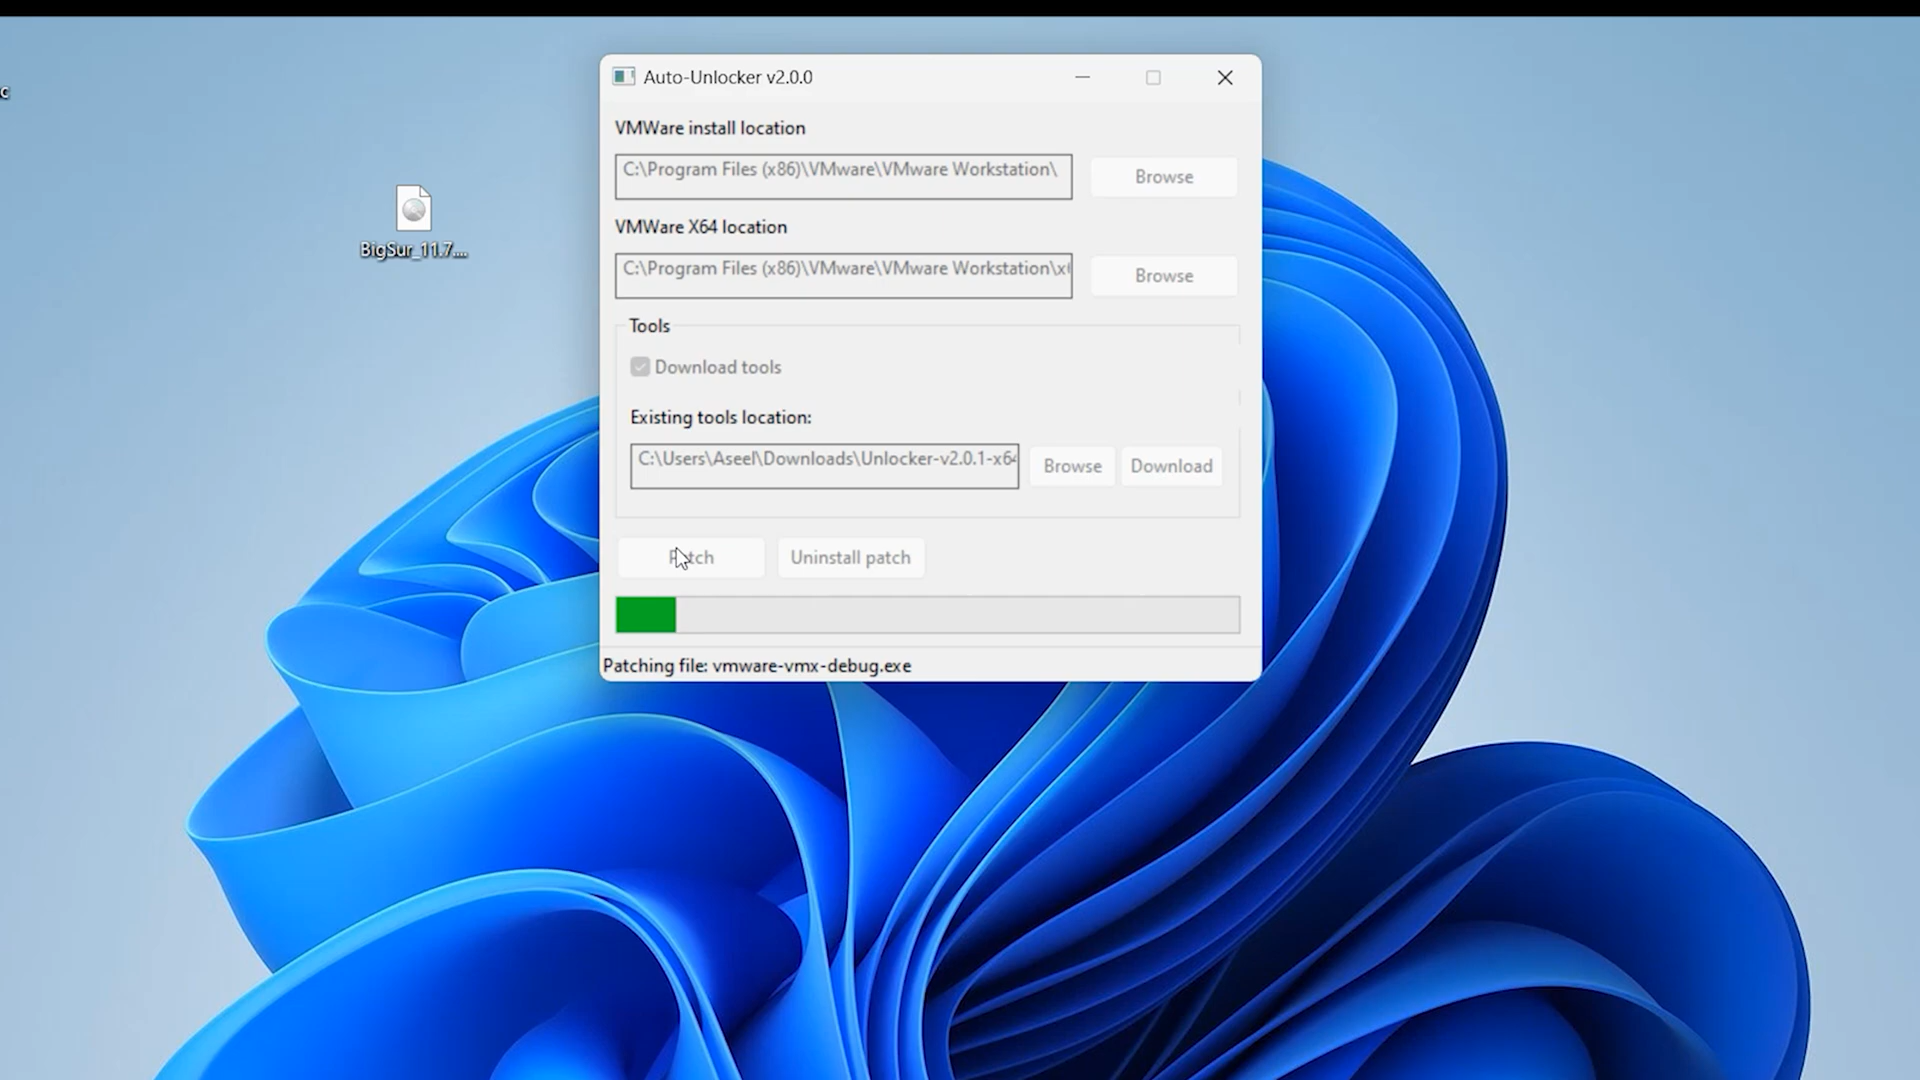 Auto-Unlocker v2.0.0
c
VMWare install location
C:\Program Files (x86)\VMware\VMware Workstation\
Browse
BigSur_11.7....
VMWare X64 location
C:\Program Files (x86)\VMware\VMware Workstation\x6
Browse
Tools
Download tools
Existing tools location:
C:\Users\Aseel\Downloads\Unlocker-v2.0.1-x64
Browse
Download
Patch
Uninstall patch
Patching file: vmware-vmx-debug.exe